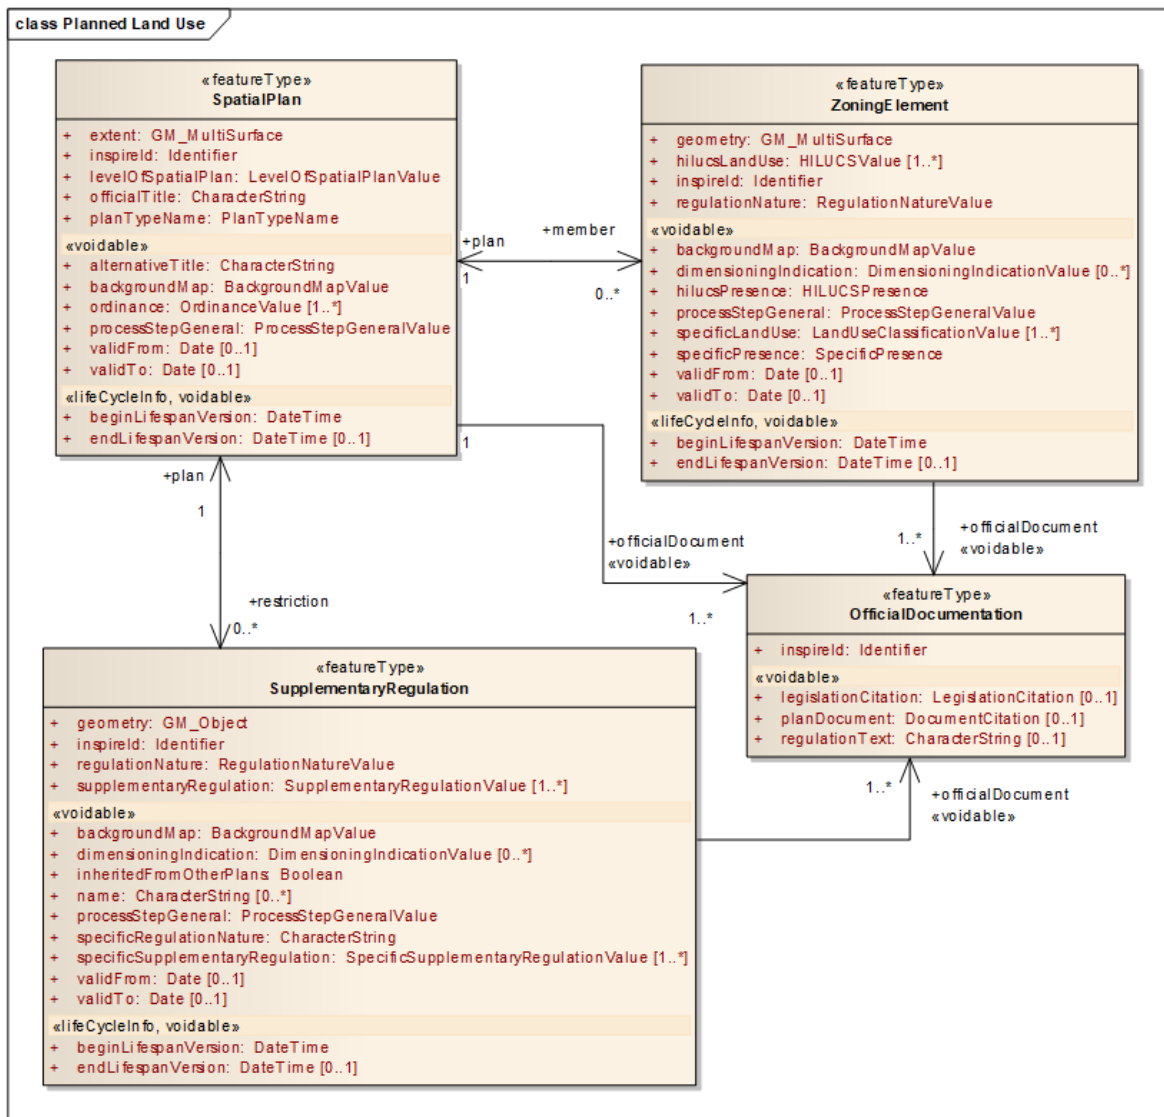 class Planned Land Use
«featureType»
SpatialPlan
+ extent: GM_MultiSurface
+ inspireId: Identifier
+ levelOfSpatialPlan: LevelOfSpatialPlanValue
+ officialTitle: CharacterString
+ planTypeName: PlanTypeName
«voidable»
+ alternativeTitle: CharacterString
+ backgroundMap: BackgroundMapValue
+ ordinance: OrdinanceValue [1..*]
+ processStepGeneral: ProcessStepGeneralValue
+ validFrom: Date [0..1]
+ validTo: Date [0..1]
«lifeCycleInfo, voidable»
+ beginLifespanVersion: DateTime
+ endLifespanVersion: DateTime [0..1]
+plan
1
+member
0..*
«featureType»
ZoningElement
+ geometry: GM_MultiSurface
+ hilucsLandUse: HILUCSValue [1..*]
+ inspireId: Identifier
+ regulationNature: RegulationNatureValue
«voidable»
+ backgroundMap: BackgroundMapValue
+ dimensioningIndication: DimensioningIndicationValue [0..*]
+ hilucsPresence: HILUCSPresence
+ processStepGeneral: ProcessStepGeneralValue
+ specificLandUse: LandUseClassificationValue [1..*]
+ specificPresence: SpecificPresence
+ validFrom: Date [0..1]
+ validTo: Date [0..1]
«lifeCycleInfo, voidable»
+ beginLifespanVersion: DateTime
+ endLifespanVersion: DateTime [0..1]
1
+officialDocument
«voidable»
1..*
+officialDocument
1..*
«voidable»
+plan
1
+restriction
0..*
«featureType»
OfficialDocumentation
+ inspireId: Identifier
«voidable»
+ legislationCitation: LegislationCitation [0..1]
+ planDocument: DocumentCitation [0..1]
+ regulationText: CharacterString [0..1]
1..*
+officialDocument
«voidable»
«featureType»
SupplementaryRegulation
+ geometry: GM_Object
+ inspireId: Identifier
+ regulationNature: RegulationNatureValue
+ supplementaryRegulation: SupplementaryRegulationValue [1..*]
«voidable»
+ backgroundMap: BackgroundMapValue
+ dimensioningIndication: DimensioningIndicationValue [0..*]
+ inheritedFromOtherPlans: Boolean
+ name: CharacterString [0..*]
+ processStepGeneral: ProcessStepGeneralValue
+ specificRegulationNature: CharacterString
+ specificSupplementaryRegulation: SpecificSupplementaryRegulationValue [1..*]
+ validFrom: Date [0..1]
+ validTo: Date [0..1]
«lifeCycleInfo, voidable»
+ beginLifespanVersion: DateTime
+ endLifespanVersion: DateTime [0..1]